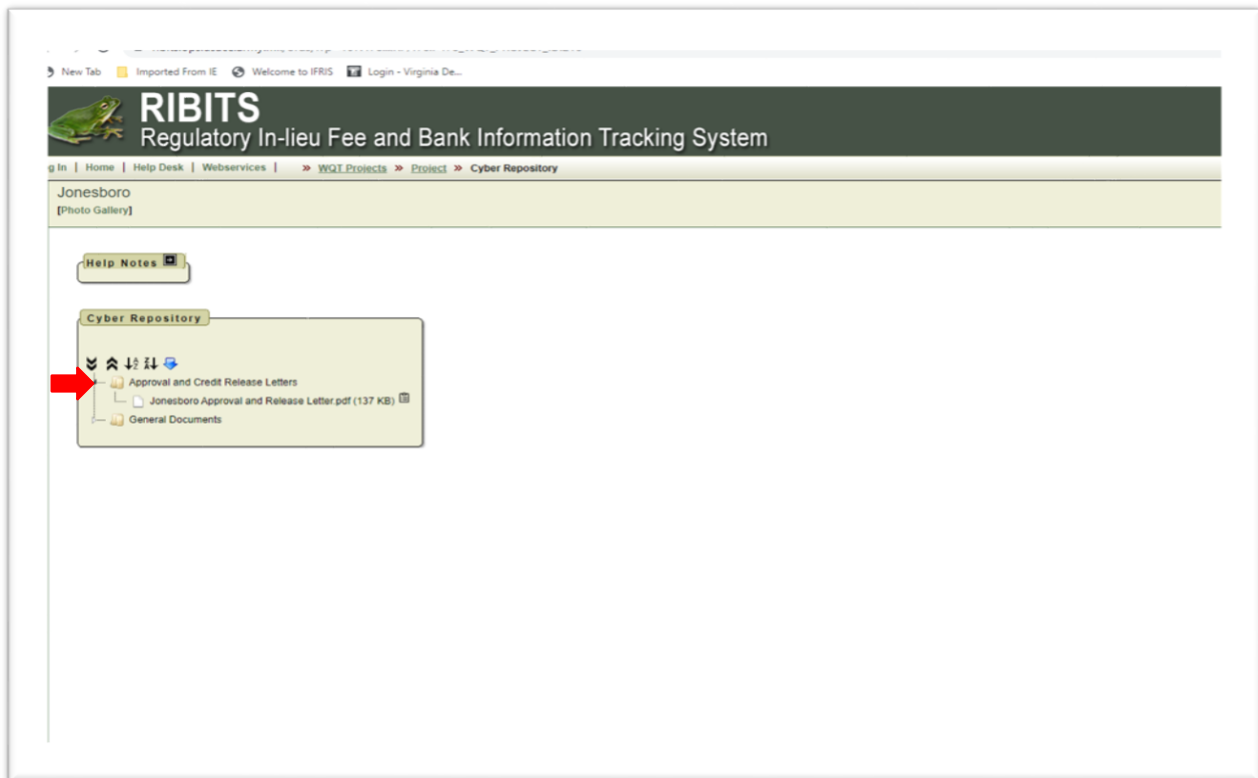 New Tab Imported From IE Welcome to IFRIS Login - Virginia De...
RIBITS
Regulatory In-lieu Fee and Bank Information Tracking System
g In | Home | Help Desk | Webservices | » WQT Projects » Project » Cyber Repository
Jonesboro
[Photo Gallery]
Help Notes
Cyber Repository
Approval and Credit Release Letters
Jonesboro Approval and Release Letter.pdf (137 KB)
General Documents